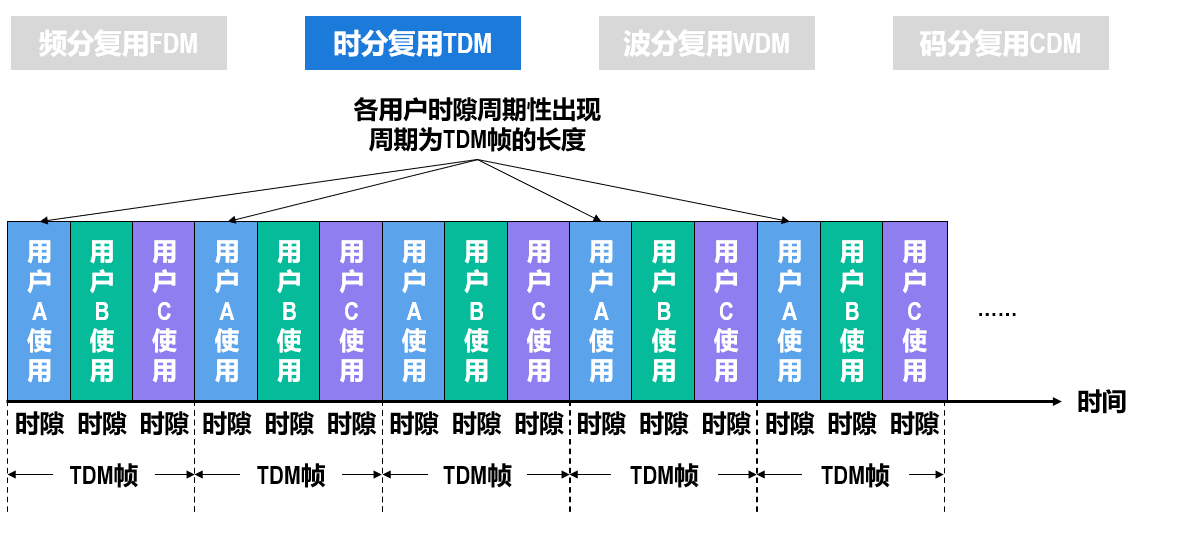 频分复用FDM
时分复用TDM
波分复用WDM
码分复用CDM
各用户时隙周期性出现
周期为TDM帧的长度
用户A使用
用户B使用
用户C使用
用户A使用
用户B使用
用户C使用
用户A使用
用户B使用
用户C使用
用户A使用
用户B使用
用户C使用
用户A使用
用户B使用
用户C使用
……
时间
时隙 时隙 时隙 时隙 时隙 时隙 时隙 时隙 时隙 时隙 时隙 时隙 时隙 时隙 时隙
TDM帧 TDM帧 TDM帧 TDM帧 TDM帧